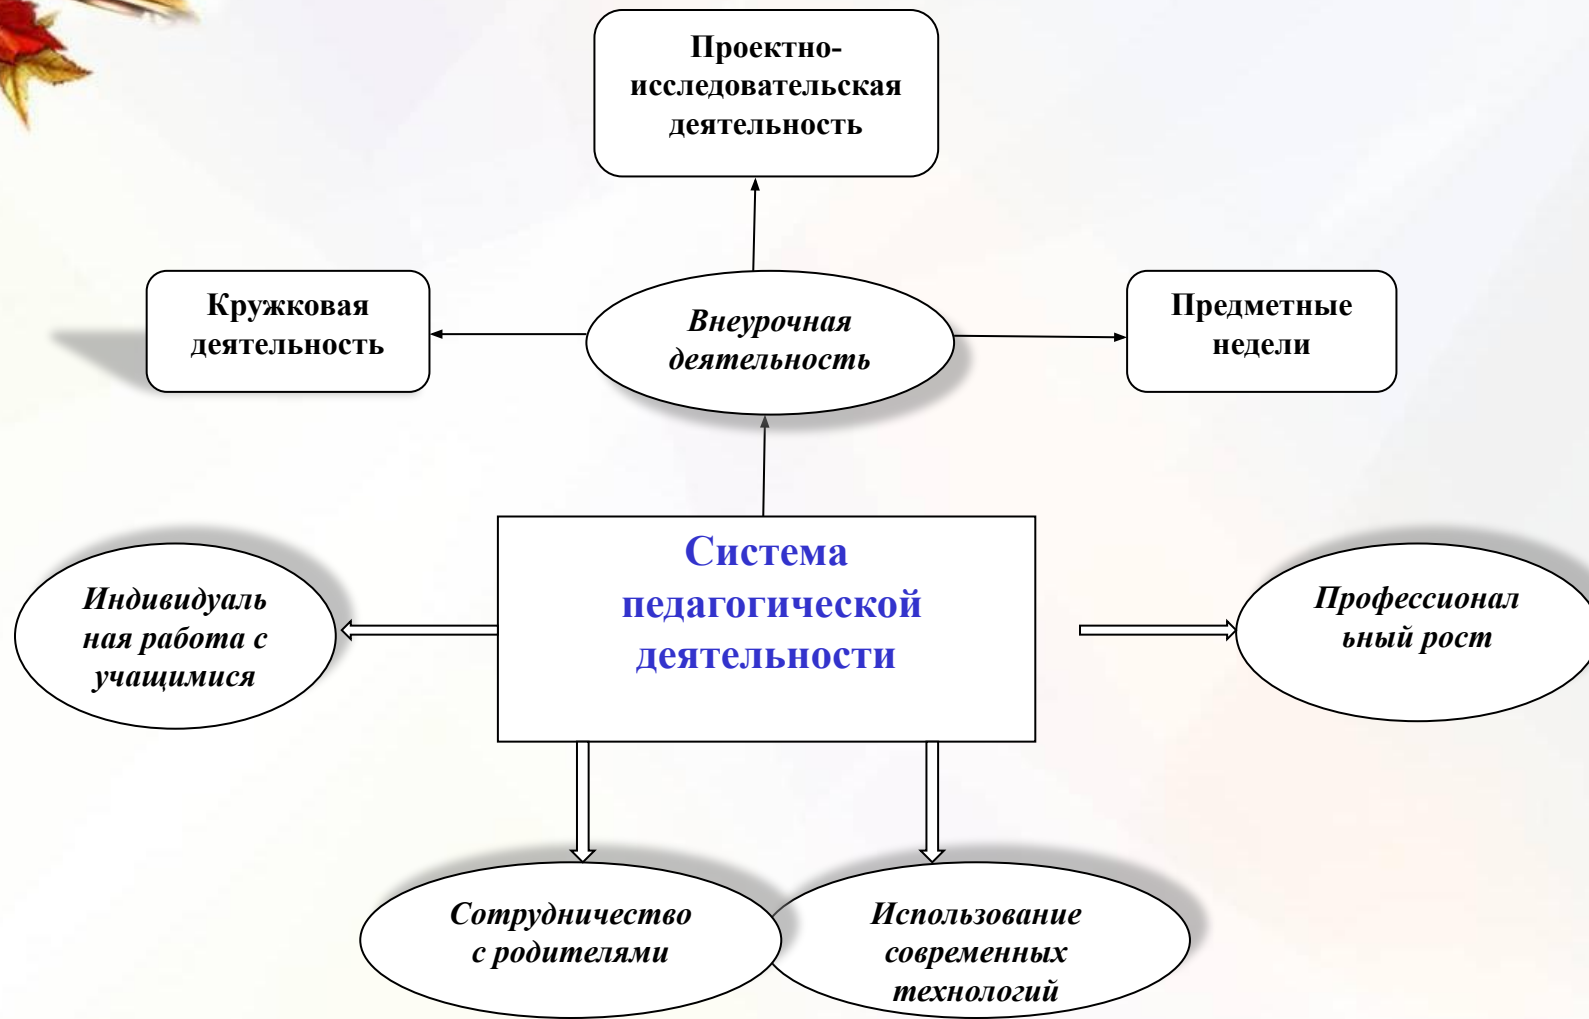 Проектно-
исследовательская
деятельность
Кружковая
деятельность
Внеурочная
деятельность
Предметные
недели
Система
педагогической
деятельности
Индивидуаль
ная работа с
учащимися
Профессионал
ьный рост
Сотрудничество
с родителями
Использование
современных
технологий